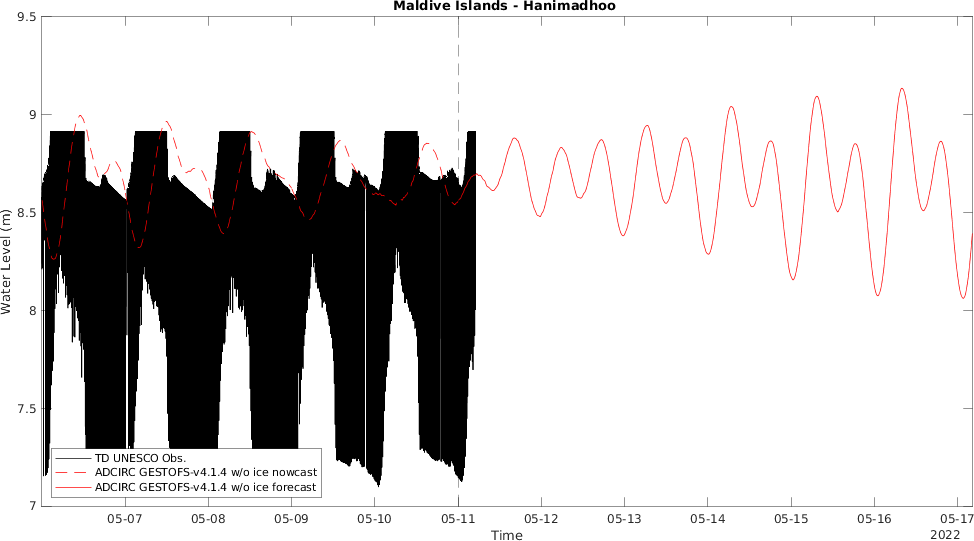 Maldive Islands - Hanimadhoo
9.5
9
8.5
8
7.5
7
Water Level (m)
TD UNESCO Obs.
ADCIRC GESTOFS-v4.1.4 w/o ice nowcast
ADCIRC GESTOFS-v4.1.4 w/o ice forecast
05-07 05-08 05-09 05-10 05-11 05-12 05-13 05-14 05-15 05-16 05-17
Time
2022